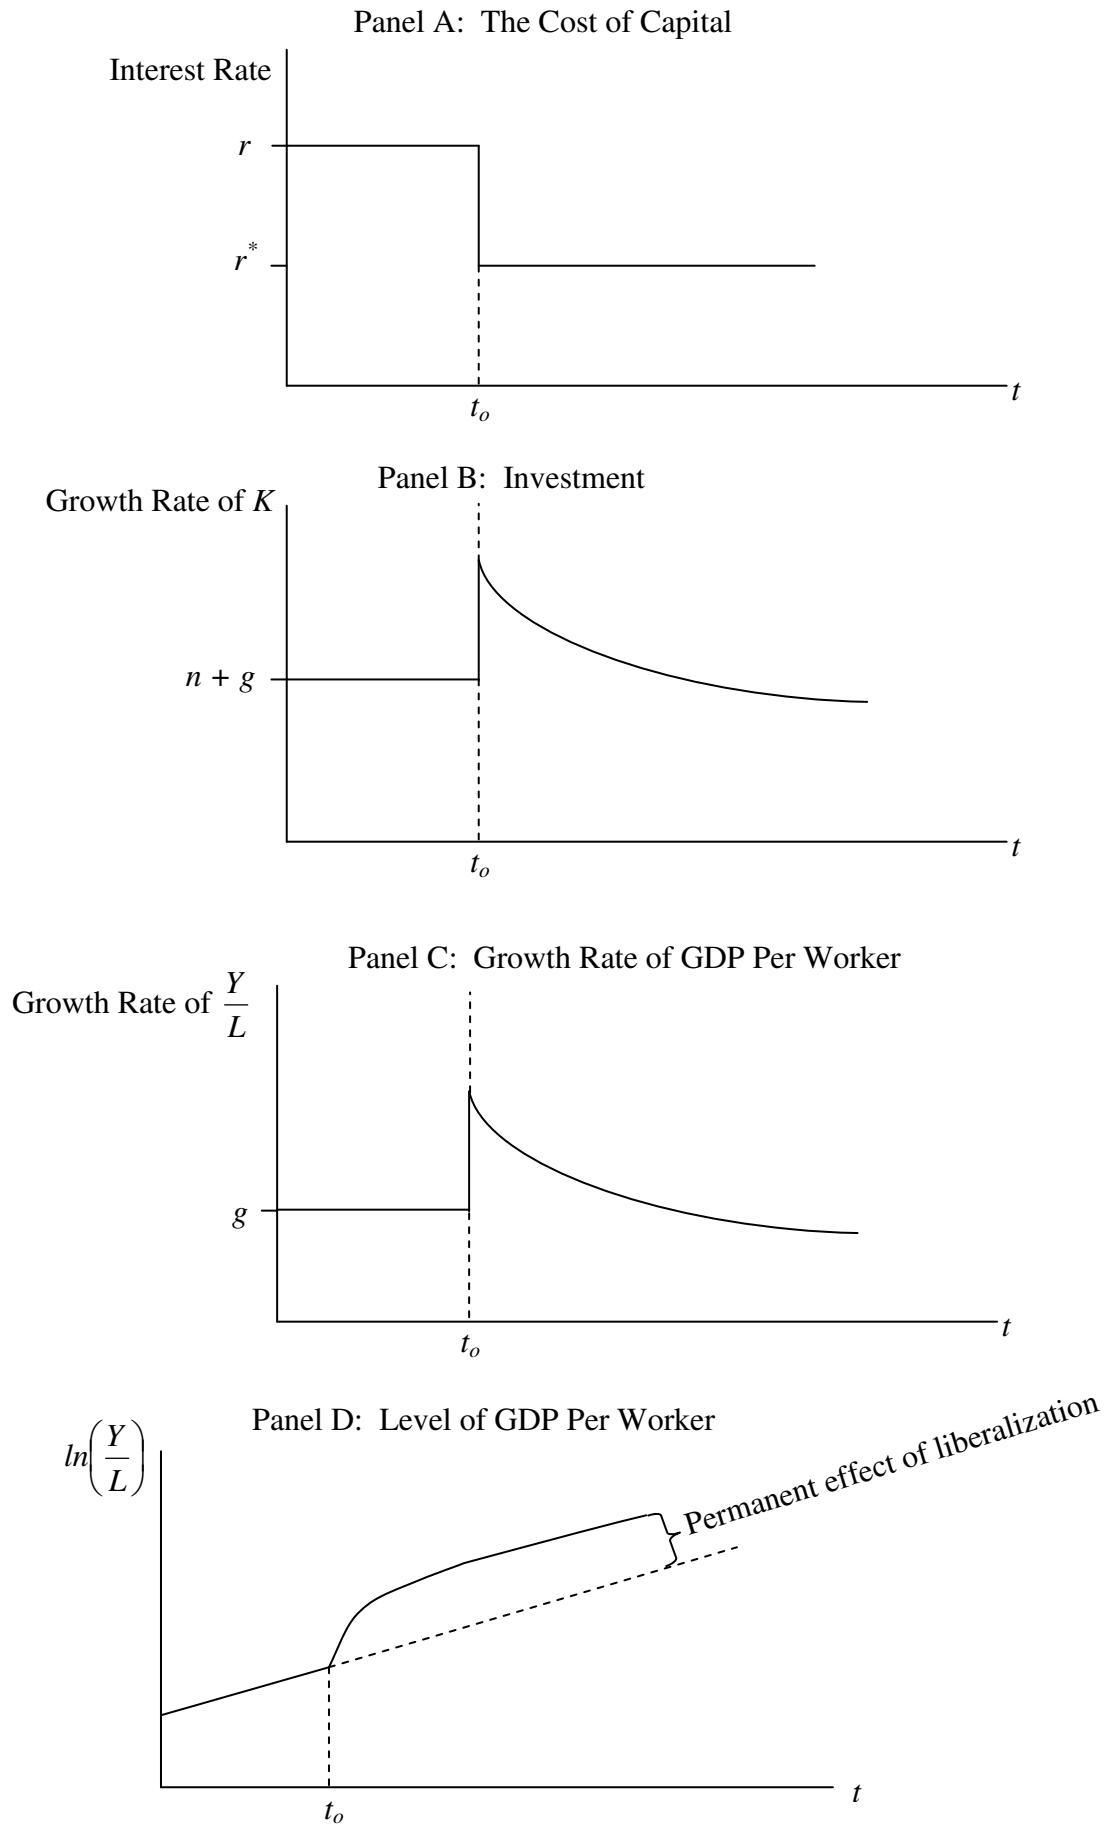 Panel A: The Cost of Capital
Interest Rate
r
r*
t
t_o
Panel B: Investment
Growth Rate of K
n + g
t
t_o
Panel C: Growth Rate of GDP Per Worker
Growth Rate of Y/L
g
t
t_o
Panel D: Level of GDP Per Worker
ln(Y/L)
Permanent effect of liberalization
t
t_o